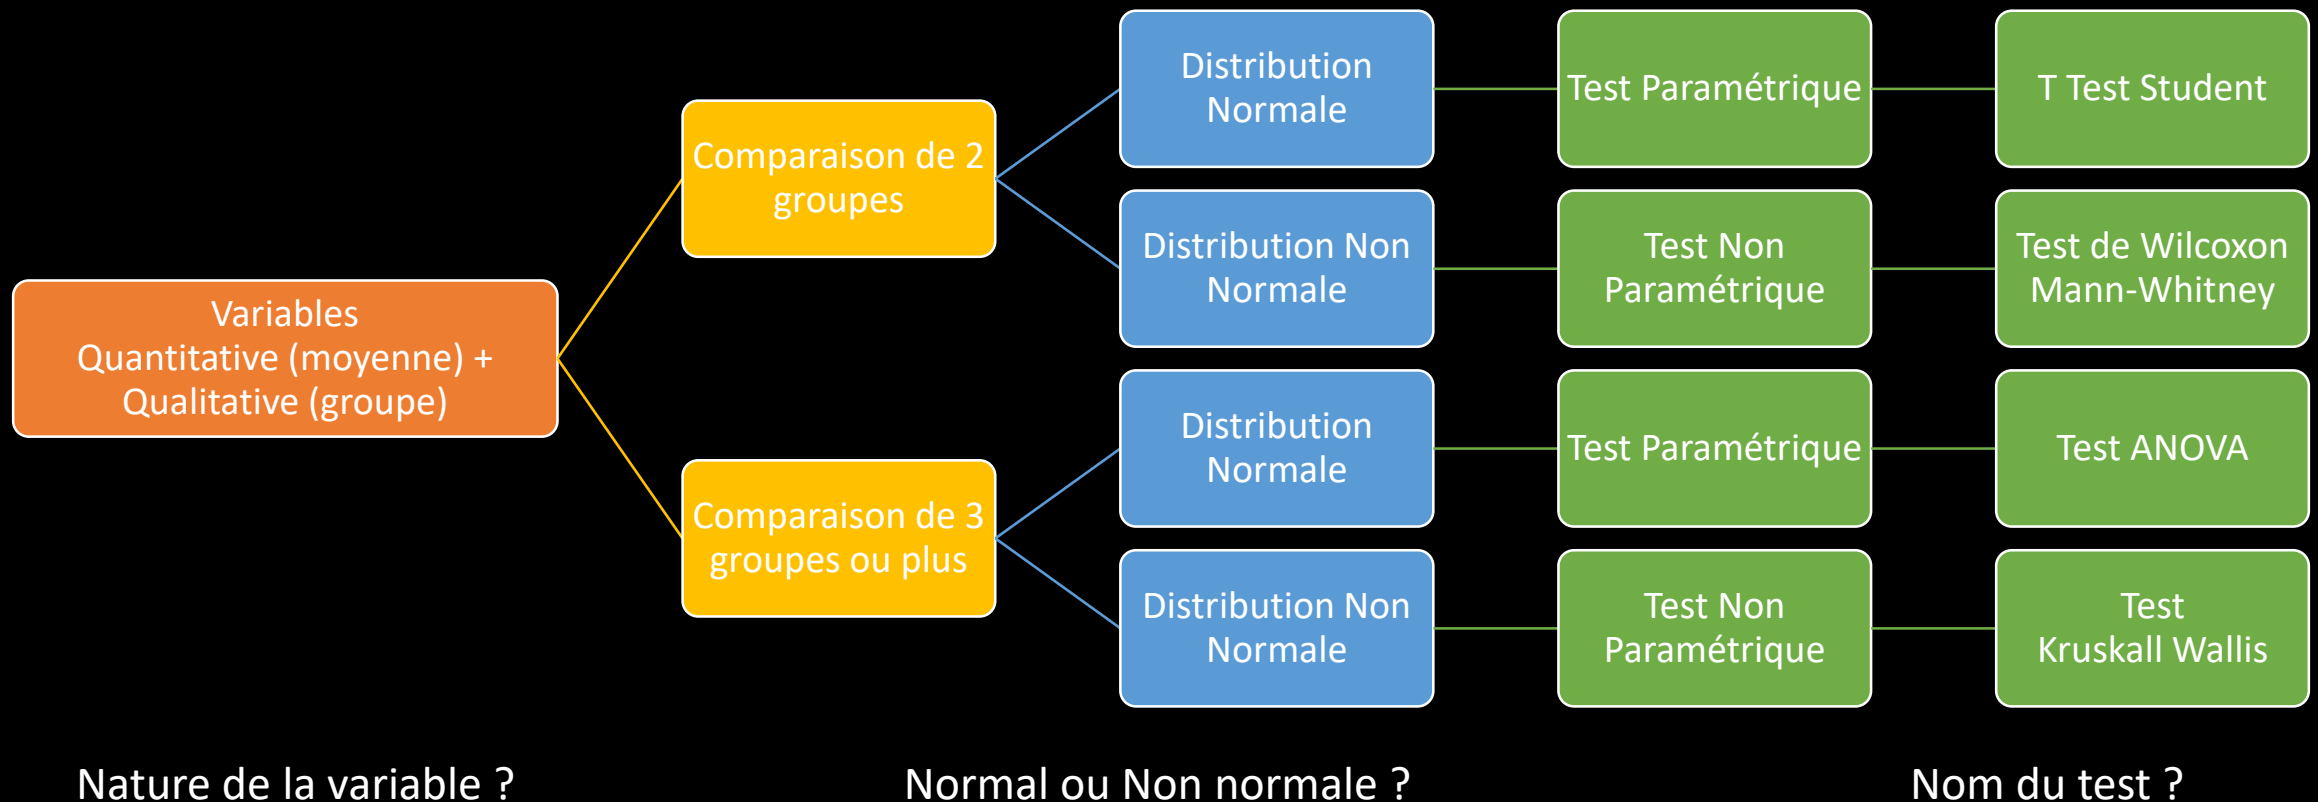 Variables
Quantitative (moyenne) +
Qualitative (groupe)
Comparaison de 2
groupes
Distribution
Normale
Test Paramétrique
T Test Student
Distribution Non
Normale
Test Non
Paramétrique
Test de Wilcoxon
Mann-Whitney
Comparaison de 3
groupes ou plus
Distribution
Normale
Test Paramétrique
Test ANOVA
Distribution Non
Normale
Test Non
Paramétrique
Test
Kruskall Wallis
Nature de la variable ?
Normal ou Non normale ?
Nom du test ?